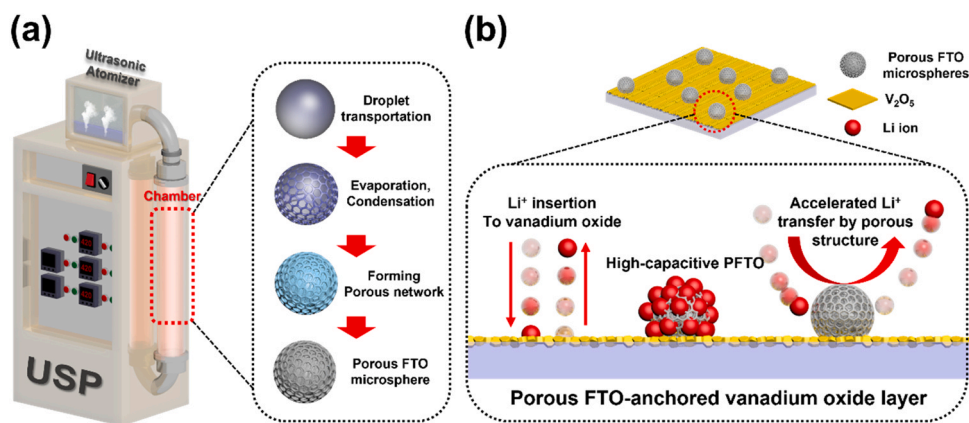 (a)
Ultrasonic
Atomizer
Chamber
USP
Droplet
transportation
Evaporation,
Condensation
Forming
Porous network
Porous FTO
microsphere
(b)
Porous FTO
microspheres
V₂O₅
Li ion
Li⁺ insertion
To vanadium oxide
High-capacitive PFTO
Accelerated Li⁺
transfer by porous
structure
Porous FTO-anchored vanadium oxide layer